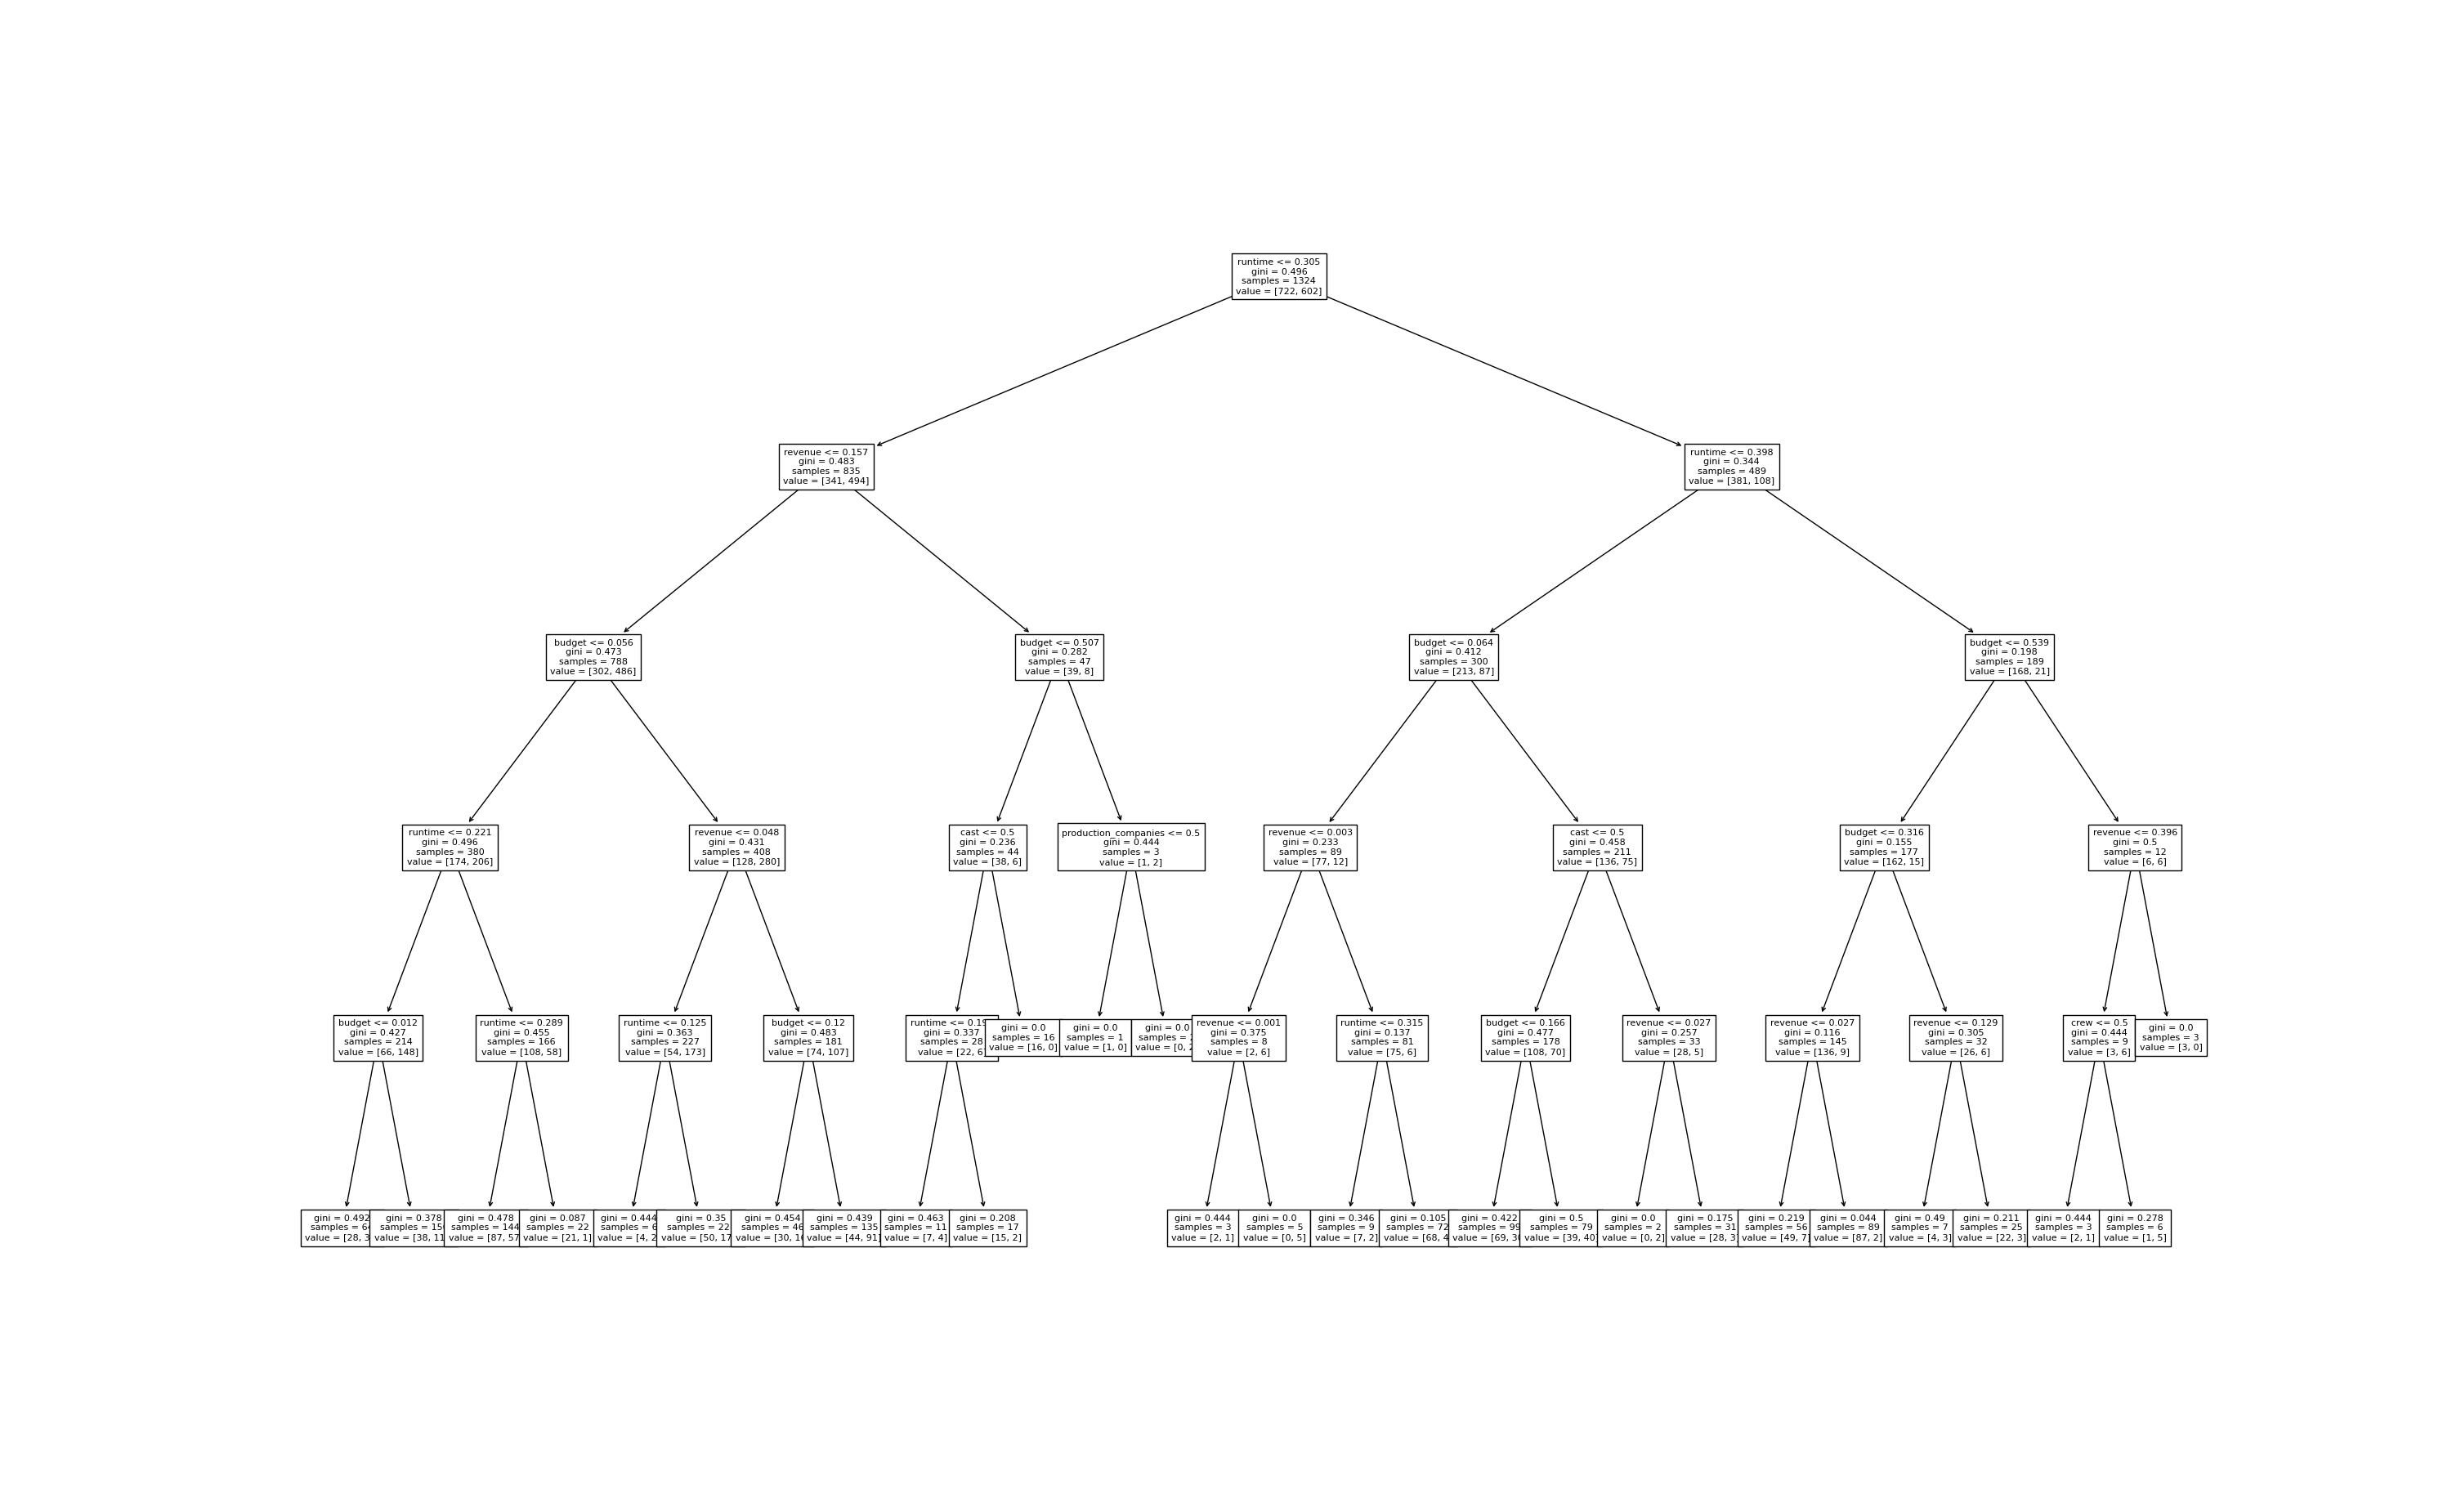 runtime <= 0.305
gini = 0.496
samples = 1324
value = [722, 602]
revenue <= 0.157
gini = 0.483
samples = 835
value = [341, 494]
runtime <= 0.398
gini = 0.344
samples = 489
value = [381, 108]
budget <= 0.056
gini = 0.473
samples = 788
value = [302, 486]
budget <= 0.507
gini = 0.282
samples = 47
value = [39, 8]
budget <= 0.064
gini = 0.412
samples = 300
value = [213, 87]
budget <= 0.539
gini = 0.198
samples = 189
value = [168, 21]
runtime <= 0.221
gini = 0.496
samples = 380
value = [174, 206]
revenue <= 0.048
gini = 0.431
samples = 408
value = [128, 280]
cast <= 0.5
gini = 0.236
samples = 44
value = [38, 6]
production_companies <= 0.5
gini = 0.444
samples = 3
value = [1, 2]
revenue <= 0.003
gini = 0.233
samples = 89
value = [77, 12]
cast <= 0.5
gini = 0.458
samples = 211
value = [136, 75]
budget <= 0.316
gini = 0.155
samples = 177
value = [162, 15]
revenue <= 0.396
gini = 0.5
samples = 12
value = [6, 6]
budget <= 0.012
gini = 0.427
samples = 214
value = [66, 148]
runtime <= 0.289
gini = 0.455
samples = 166
value = [108, 58]
runtime <= 0.125
gini = 0.363
samples = 227
value = [54, 173]
budget <= 0.12
gini = 0.483
samples = 181
value = [74, 107]
runtime <=
gini = 0.337
samples = 28
value = [22, 6]
gini = 0.0
samples = 16
value = [16, 0]
gini = 0.0
samples = 1
value = [1, 0]
gini = 0.0
samples =
value = [0,
revenue <= 0.001
gini = 0.375
samples = 8
value = [2, 6]
runtime <= 0.315
gini = 0.137
samples = 81
value = [75, 6]
budget <= 0.166
gini = 0.477
samples = 178
value = [108, 70]
revenue <= 0.027
gini = 0.257
samples = 33
value = [28, 5]
revenue <= 0.027
gini = 0.116
samples = 145
value = [136, 9]
revenue <= 0.129
gini = 0.305
samples = 32
value = [26, 6]
crew <= 0.5
gini = 0.444
samples = 9
value = [3, 6]
gini = 0.0
samples = 3
value = [3, 0]
gini = 0.492
samples =
value = [28,
gini = 0.378
samples =
value = [38,
gini = 0.478
samples = 144
value = [87, 57
gini = 0.087
samples = 22
value = [21, 1]
gini = 0.444
samples = 6
value = [4, 2
gini = 0.35
samples =
value = [50,
gini = 0.454
samples = 46
value = [30,
gini = 0.439
samples = 135
value = [44, 91]
gini = 0.463
samples = 11
value = [7, 4]
gini = 0.208
samples = 17
value = [15, 2]
gini = 0.444
samples = 3
value = [2, 1]
gini = 0.0
samples = 5
value = [0, 5]
gini = 0.346
samples = 9
value = [7, 2]
gini = 0.105
samples = 72
value = [68, 4
gini = 0.422
samples = 99
value = [69,
gini = 0.5
samples = 79
value = [39, 40
gini = 0.0
samples = 2
value = [0, 2]
gini = 0.175
samples = 31
value = [28, 3
gini = 0.219
samples = 56
value = [49, 7]
gini = 0.044
samples = 89
value = [87, 2]
gini = 0.49
samples = 7
value = [4, 3]
gini = 0.211
samples = 25
value = [22, 3]
gini = 0.444
samples = 3
value = [2, 1]
gini = 0.278
samples = 6
value = [1, 5]